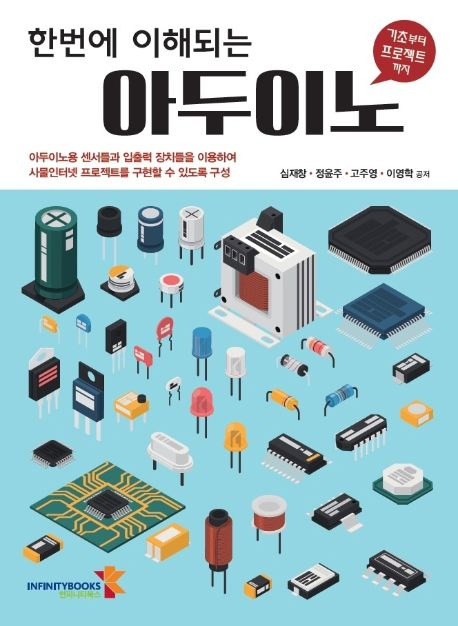 한번에 이해되는
기초부터
프로젝트
까지
아두이노
아두이노용 센서들과 입출력 장치들을 이용하여
사물인터넷 프로젝트를 구현할 수 있도록 구성
심재창 • 정윤주 • 고주영 • 이영학 공저
INFINITYBOOKS
인피니티북스